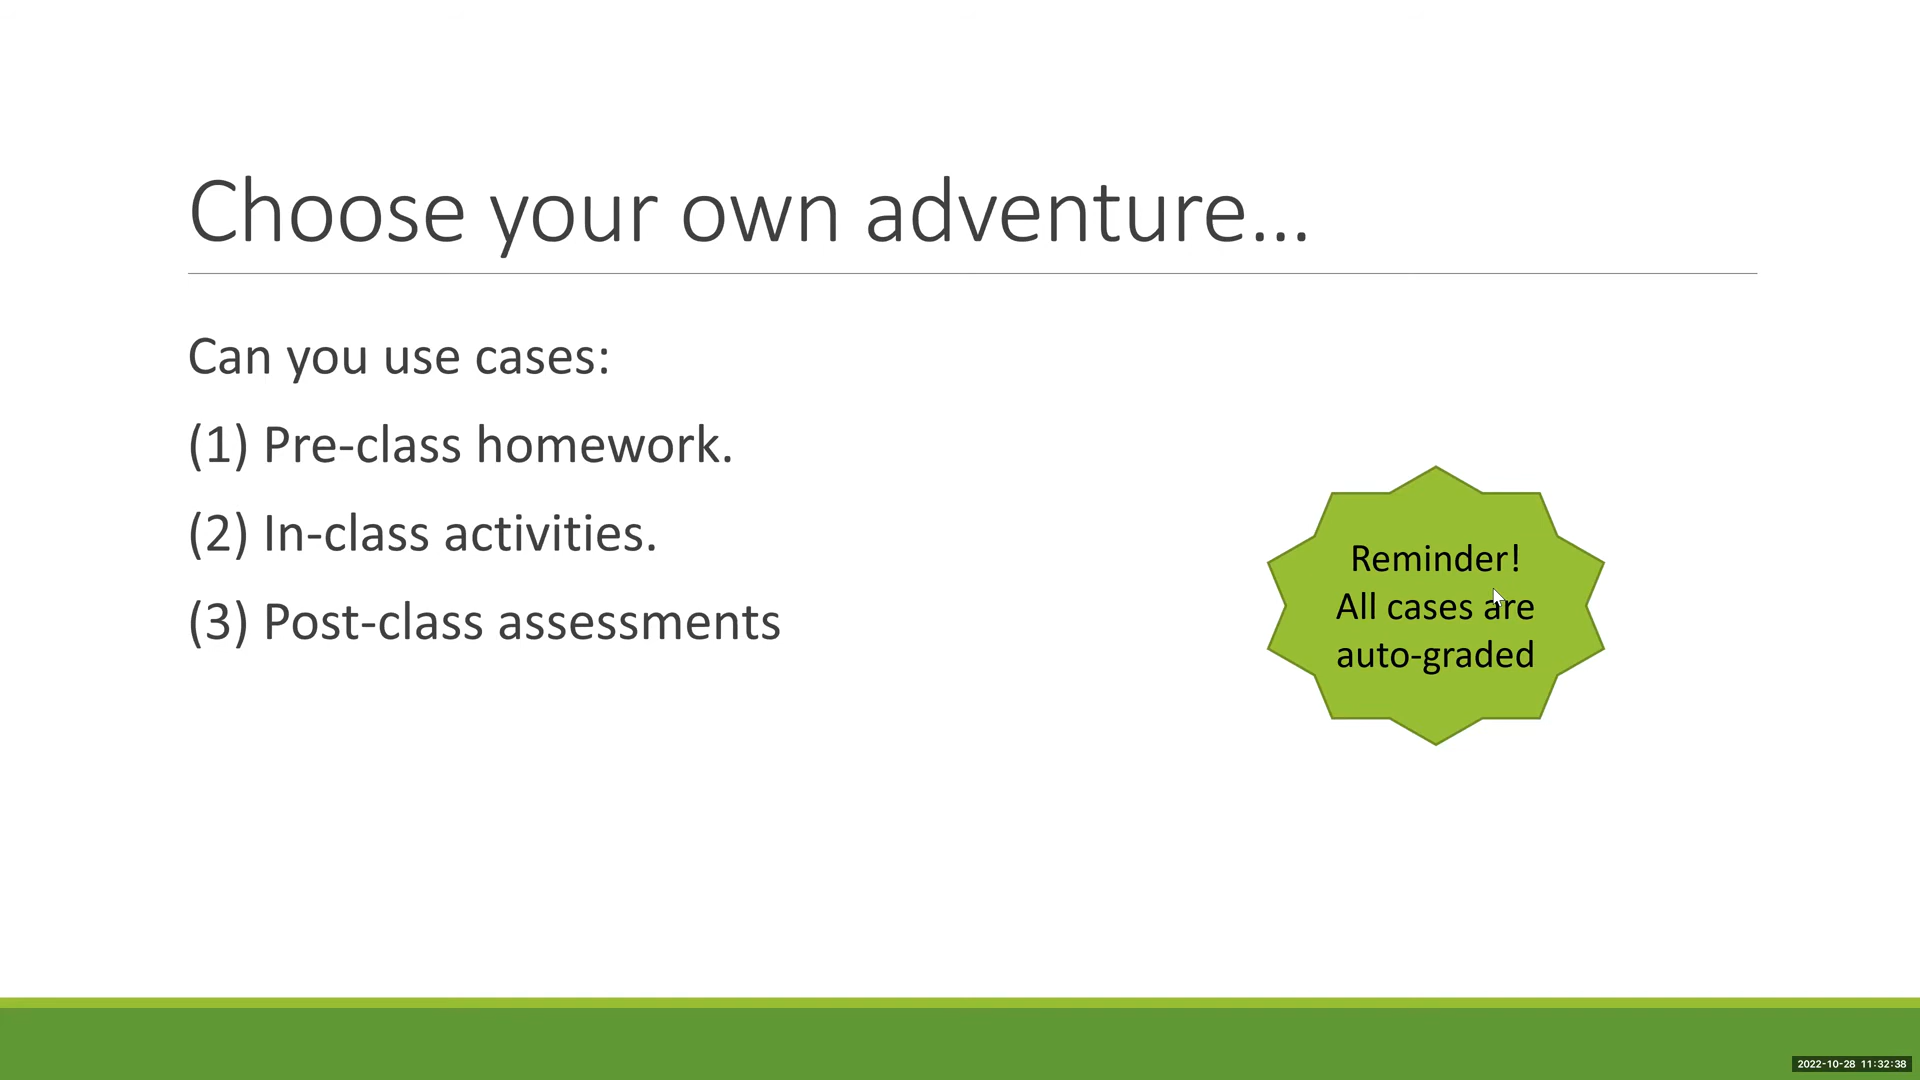 Choose your own adventure...
Can you use cases:
(1) Pre-class homework.
(2) In-class activities.
(3) Post-class assessments
Reminder!
All cases are
auto-graded
2022-10-28 11:32:38